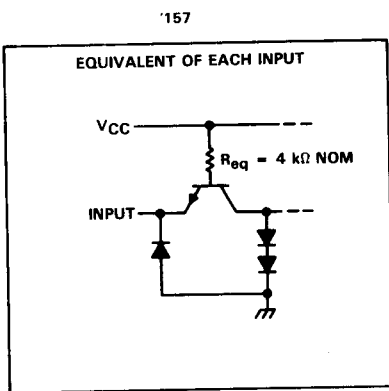 '157
EQUIVALENT OF EACH INPUT
VCC
Req = 4 kΩ NOM
INPUT